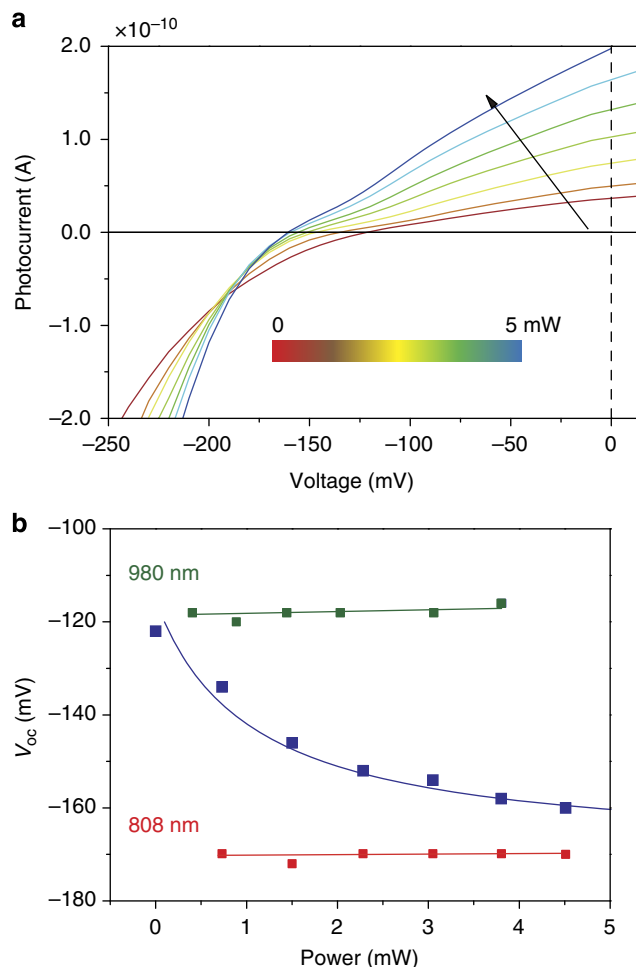 a
×10⁻¹⁰
2.0
1.0
0.0
−1.0
−2.0
Photocurrent (A)
0
5 mW
−250
−200
−150
−100
−50
0
Voltage (mV)
b
−100
−120
−140
−160
−180
V_oc (mV)
980 nm
808 nm
0
1
2
3
4
5
Power (mW)